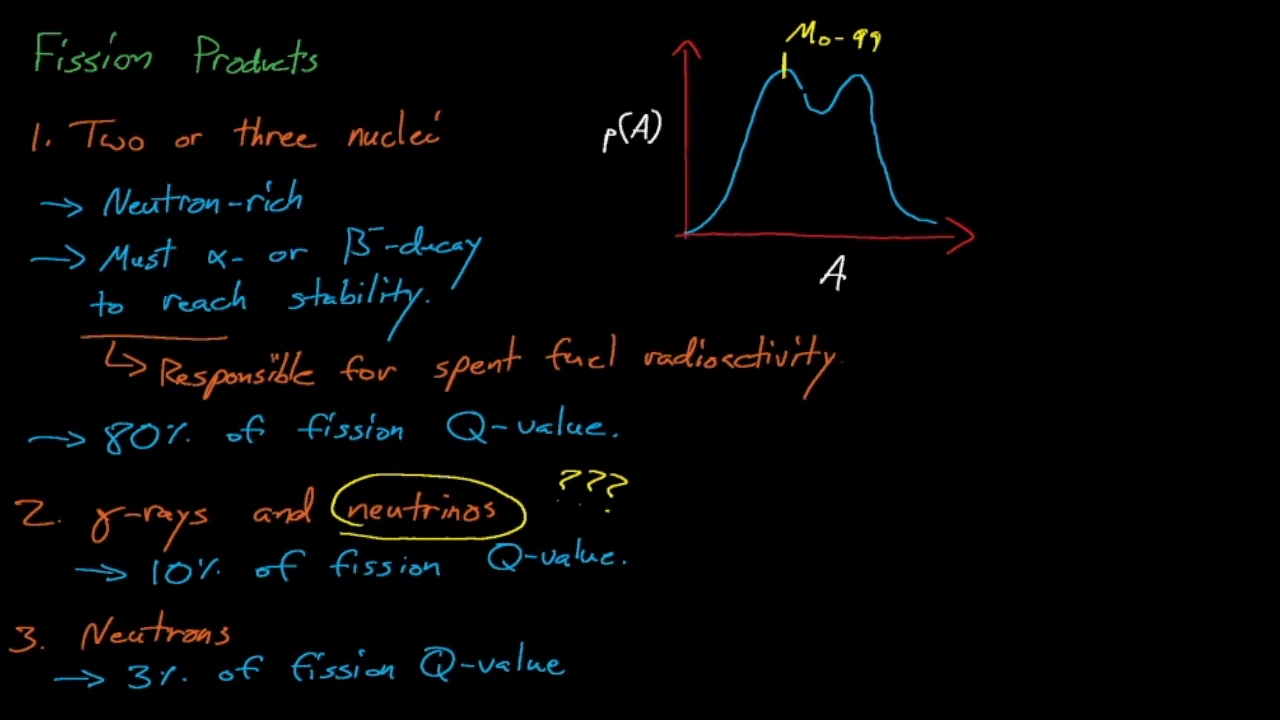 Fission Products
Mo-99
p(A)
A
1. Two or three nuclei
→ Neutron-rich
→ Must α- or β⁻-decay
to reach stability.
↳ Responsible for spent fuel radioactivity.
→ 80% of fission Q-value.
2. γ-rays and neutrinos ???
→ 10% of fission Q-value.
3. Neutrons
→ 3% of fission Q-value